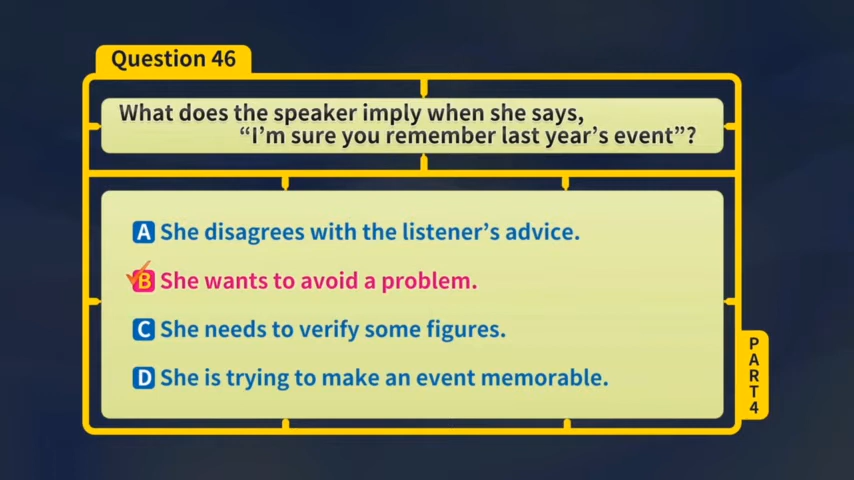 Question 46
What does the speaker imply when she says,
“I’m sure you remember last year’s event”?
A She disagrees with the listener’s advice.
B She wants to avoid a problem.
C She needs to verify some figures.
D She is trying to make an event memorable.
PART4